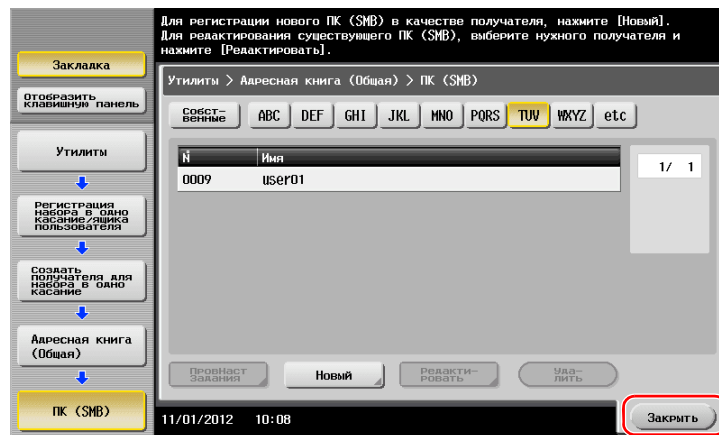 Для регистрации нового ПК (SMB) в качестве получателя, нажмите [Новый].
Для редактирования существующего ПК (SMB), выберите нужного получателя и
нажмите [Редактировать].
Закладка
Утилиты > Адресная книга (Общая) > ПК (SMB)
Отобразить
клавишную панель
Собст-
венные
ABC DEF GHI JKL MNO PQRS TUV WXYZ etc
Утилиты
N Имя
1/ 1
0009 user01
Регистрация
набора в одно
касание/ящика
пользователя
Создать
получателя для
набора в одно
касание
Адресная книга
(Общая)
ПровНаст
Задания
Новый
Редакти-
ровать
Уда-
лить
ПК (SMB)
11/01/2012 10:08
Закрыть